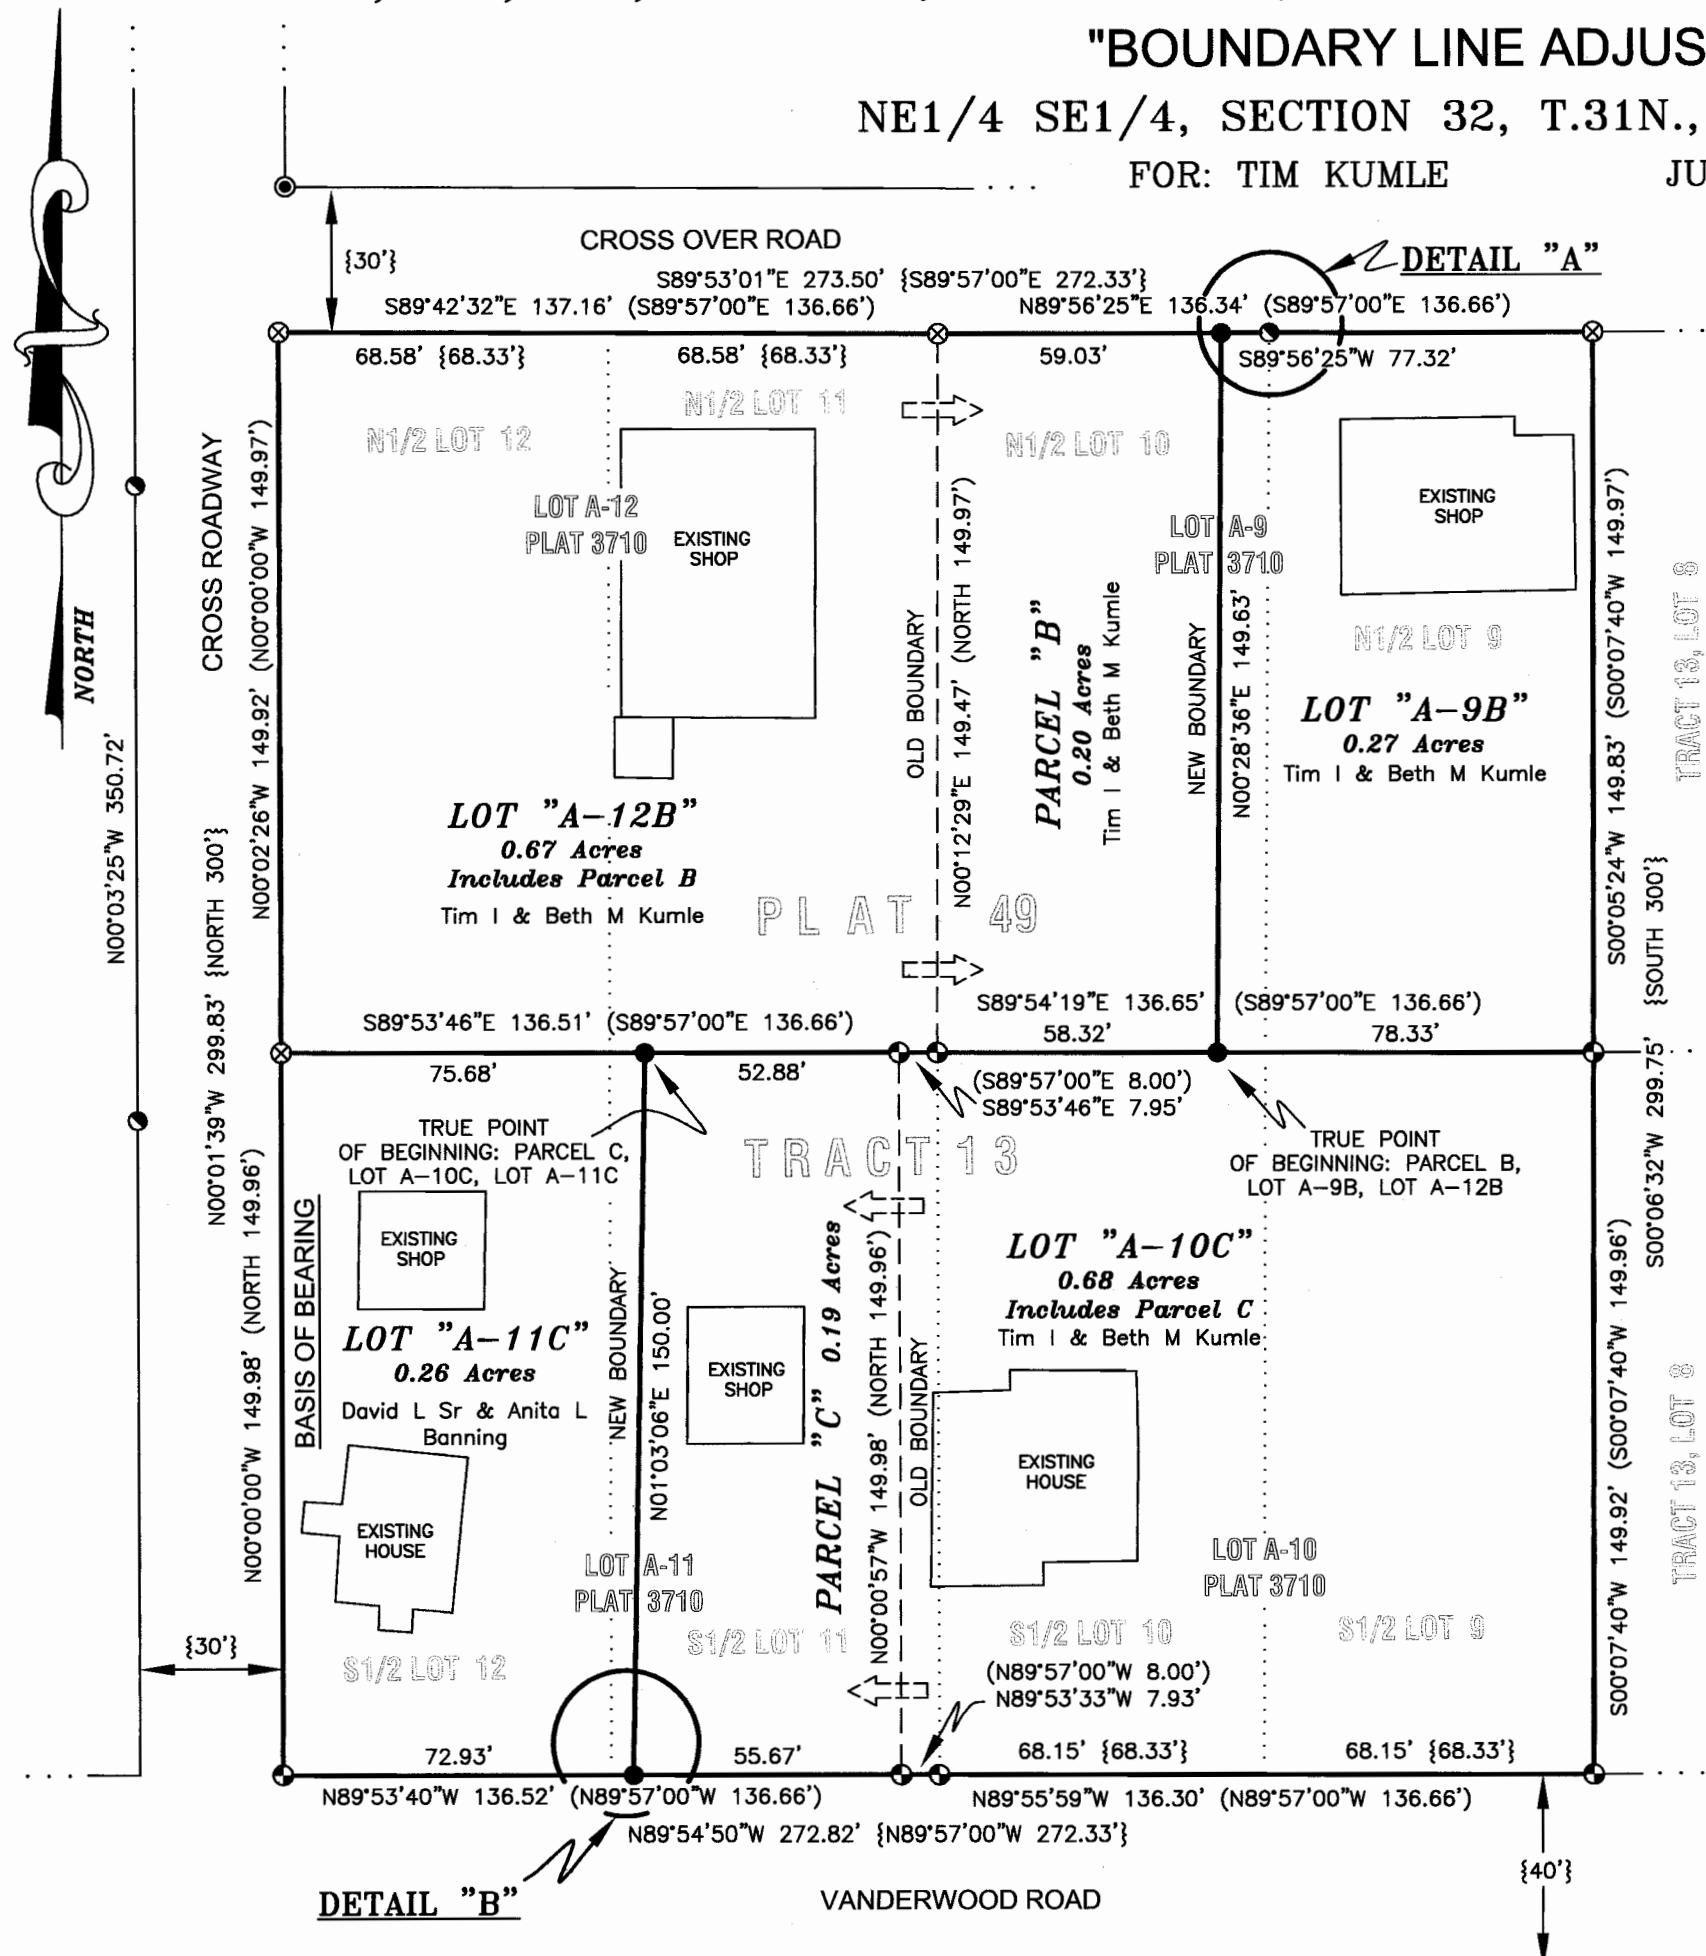 "BOUNDARY LINE ADJUS
NE1/4 SE1/4, SECTION 32, T.31N.,
FOR: TIM KUMLE
JU
{30'}
CROSS OVER ROAD
DETAIL "A"
S89°53'01"E 273.50' {S89°57'00"E 272.33'}
S89°42'32"E 137.16' (S89°57'00"E 136.66')
N89°56'25"E 136.34' (S89°57'00"E 136.66')
68.58' {68.33'}
68.58' {68.33'}
59.03'
S89°56'25"W 77.32'
N1/2 LOT 12
N1/2 LOT 11
N1/2 LOT 10
LOT A-12
PLAT 3710
EXISTING
SHOP
LOT A-9
PLAT 3710
EXISTING
SHOP
N1/2 LOT 9
NORTH
CROSS ROADWAY
N00°03'25"W 350.72'
N00°01'39"W 299.83' {NORTH 300'}
N00°02'26"W 149.92' (N00°00'00"W 149.97')
OLD BOUNDARY
N00°12'29"E 149.47' (NORTH 149.97')
PARCEL "B"
0.20 Acres
Tim I & Beth M Kumle
NEW BOUNDARY
N00°28'36"E 149.63'
LOT "A-9B"
0.27 Acres
Tim I & Beth M Kumle
S00°05'24"W 149.83' (S00°07'40"W 149.97')
TRACT 13, LOT 8
S00°06'32"W 299.75' {SOUTH 300'}
LOT "A-12B"
0.67 Acres
Includes Parcel B
Tim I & Beth M Kumle
PLAT 49
S89°53'46"E 136.51' (S89°57'00"E 136.66')
S89°54'19"E 136.65' (S89°57'00"E 136.66')
58.32'
78.33'
75.68'
52.88'
(S89°57'00"E 8.00')
S89°53'46"E 7.95'
TRUE POINT
OF BEGINNING: PARCEL C,
LOT A-10C, LOT A-11C
TRACT 13
TRUE POINT
OF BEGINNING: PARCEL B,
LOT A-9B, LOT A-12B
N00°00'00"W 149.98' (NORTH 149.96')
BASIS OF BEARING
EXISTING
SHOP
LOT "A-11C"
0.26 Acres
David L Sr & Anita L
Banning
EXISTING
HOUSE
NEW BOUNDARY
N01°03'06"E 150.00'
EXISTING
SHOP
PARCEL "C" 0.19 Acres
N00°00'57"W 149.98' (NORTH 149.96')
OLD BOUNDARY
LOT "A-10C"
0.68 Acres
Includes Parcel C
Tim I & Beth M Kumle
EXISTING
HOUSE
S00°07'40"W 149.92' (S00°07'40"W 149.96')
TRACT 13, LOT 8
LOT A-11
PLAT 3710
LOT A-10
PLAT 3710
S1/2 LOT 12
S1/2 LOT 11
S1/2 LOT 10
S1/2 LOT 9
{30'}
(N89°57'00"W 8.00')
N89°53'33"W 7.93'
72.93'
55.67'
68.15' {68.33'}
68.15' {68.33'}
N89°53'40"W 136.52' (N89°57'00"W 136.66')
N89°55'59"W 136.30' (N89°57'00"W 136.66')
N89°54'50"W 272.82' {N89°57'00"W 272.33'}
{40'}
DETAIL "B"
VANDERWOOD ROAD